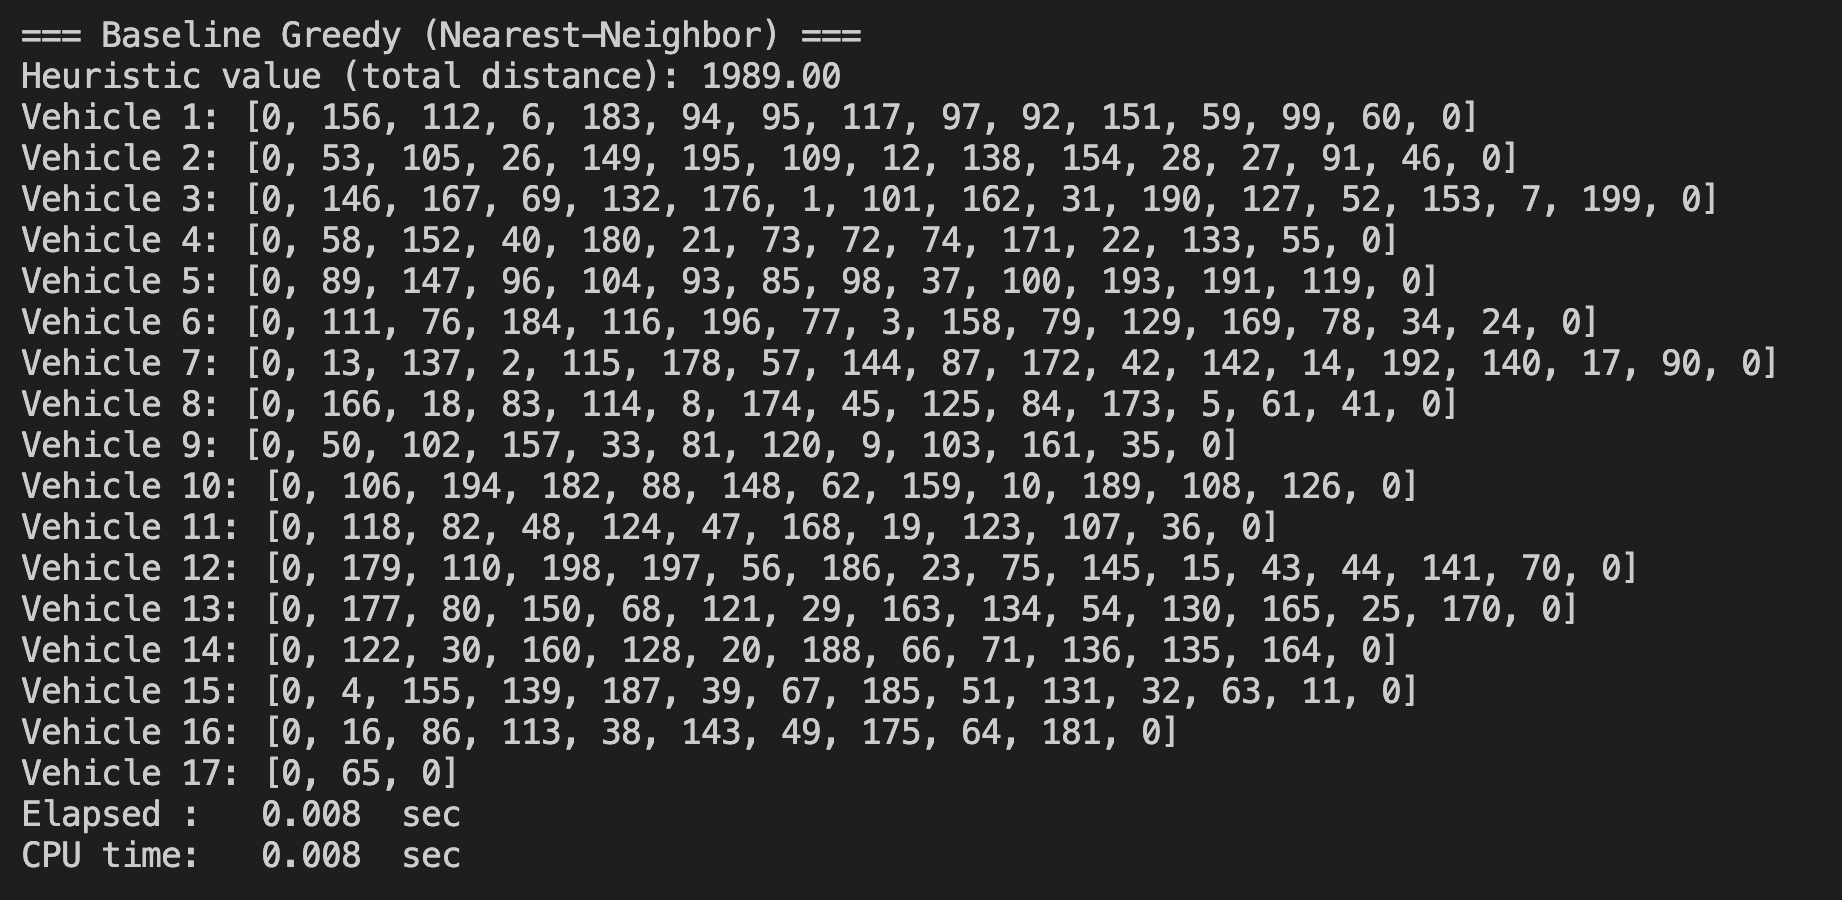 === Baseline Greedy (Nearest-Neighbor) ===
Heuristic value (total distance): 1989.00
Vehicle 1: [0, 156, 112, 6, 183, 94, 95, 117, 97, 92, 151, 59, 99, 60, 0]
Vehicle 2: [0, 53, 105, 26, 149, 195, 109, 12, 138, 154, 28, 27, 91, 46, 0]
Vehicle 3: [0, 146, 167, 69, 132, 176, 1, 101, 162, 31, 190, 127, 52, 153, 7, 199, 0]
Vehicle 4: [0, 58, 152, 40, 180, 21, 73, 72, 74, 171, 22, 133, 55, 0]
Vehicle 5: [0, 89, 147, 96, 104, 93, 85, 98, 37, 100, 193, 191, 119, 0]
Vehicle 6: [0, 111, 76, 184, 116, 196, 77, 3, 158, 79, 129, 169, 78, 34, 24, 0]
Vehicle 7: [0, 13, 137, 2, 115, 178, 57, 144, 87, 172, 42, 142, 14, 192, 140, 17, 90, 0]
Vehicle 8: [0, 166, 18, 83, 114, 8, 174, 45, 125, 84, 173, 5, 61, 41, 0]
Vehicle 9: [0, 50, 102, 157, 33, 81, 120, 9, 103, 161, 35, 0]
Vehicle 10: [0, 106, 194, 182, 88, 148, 62, 159, 10, 189, 108, 126, 0]
Vehicle 11: [0, 118, 82, 48, 124, 47, 168, 19, 123, 107, 36, 0]
Vehicle 12: [0, 179, 110, 198, 197, 56, 186, 23, 75, 145, 15, 43, 44, 141, 70, 0]
Vehicle 13: [0, 177, 80, 150, 68, 121, 29, 163, 134, 54, 130, 165, 25, 170, 0]
Vehicle 14: [0, 122, 30, 160, 128, 20, 188, 66, 71, 136, 135, 164, 0]
Vehicle 15: [0, 4, 155, 139, 187, 39, 67, 185, 51, 131, 32, 63, 11, 0]
Vehicle 16: [0, 16, 86, 113, 38, 143, 49, 175, 64, 181, 0]
Vehicle 17: [0, 65, 0]
Elapsed :   0.008  sec
CPU time:   0.008  sec